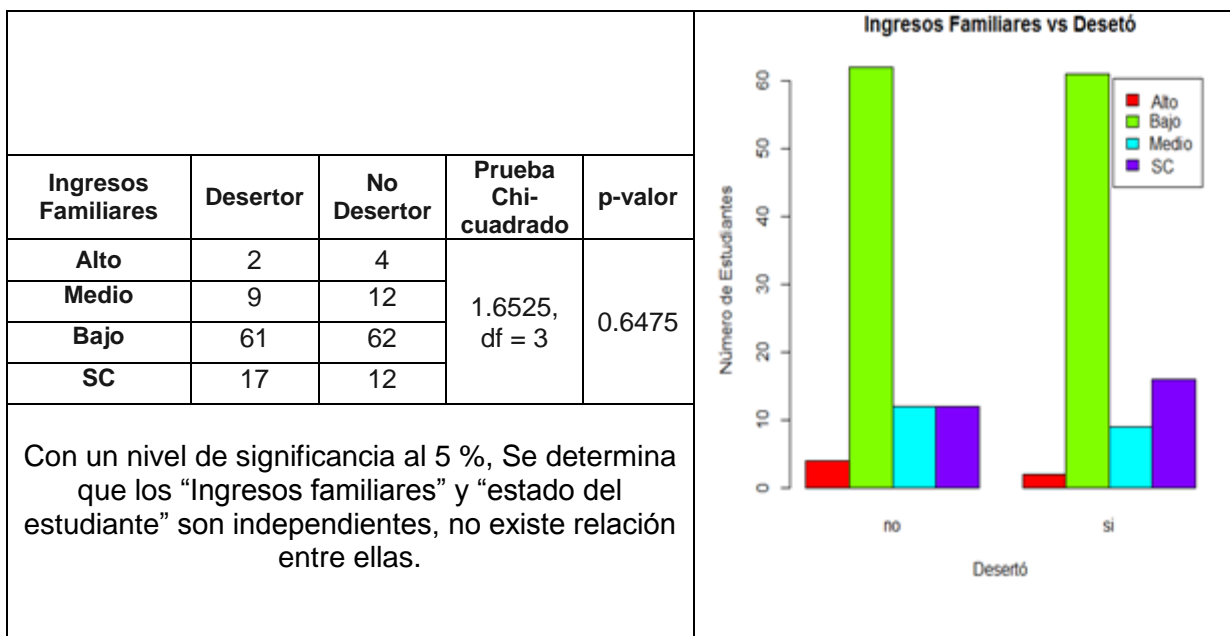 Ingresos Familiares
Desertor
No Desertor
Prueba Chi-cuadrado
p-valor
Alto 2 4
Medio 9 12
Bajo 61 62
SC 17 12
1.6525,
df = 3
0.6475
Con un nivel de significancia al 5 %, Se determina
que los “Ingresos familiares” y “estado del
estudiante” son independientes, no existe relación
entre ellas.
Ingresos Familiares vs Desetó
Número de Estudiantes
60
50
40
30
20
10
0
Alto
Bajo
Medio
SC
no
si
Desertó